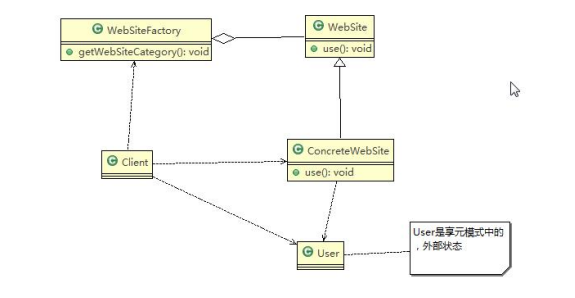 WebSiteFactory
getWebSiteCategory(): void
WebSite
use(): void
Client
ConcreteWebSite
use(): void
User
User是享元模式中的
，外部状态